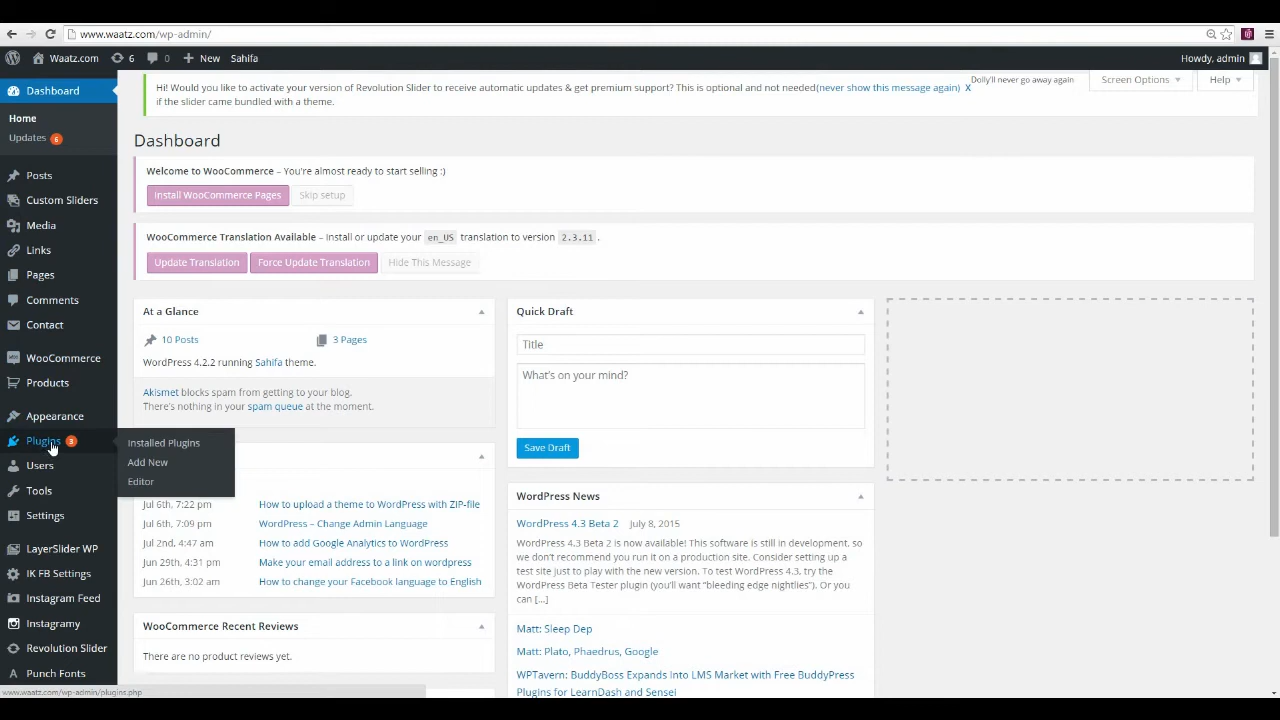 www.waatz.com/wp-admin/
Waatz.com 6 0 New Sahifa Howdy, admin
Dashboard
Home
Updates 6
Posts
Custom Sliders
Media
Links
Pages
Comments
Contact
WooCommerce
Products
Appearance
Plugins 3
Users
Tools
Settings
LayerSlider WP
IK FB Settings
Instagram Feed
Instagramy
Revolution Slider
Punch Fonts
Installed Plugins
Add New
Editor
Dolly'll never go away again
Screen Options
Help
Hi! Would you like to activate your version of Revolution Slider to receive automatic updates & get premium support? This is optional and not needed(never show this message again) X
if the slider came bundled with a theme.
Dashboard
Welcome to WooCommerce – You're almost ready to start selling :)
Install WooCommerce Pages Skip setup
WooCommerce Translation Available – Install or update your en_US translation to version 2.3.11.
Update Translation Force Update Translation Hide This Message
At a Glance
10 Posts 3 Pages
WordPress 4.2.2 running Sahifa theme.
Akismet blocks spam from getting to your blog.
There's nothing in your spam queue at the moment.
Jul 6th, 7:22 pm How to upload a theme to WordPress with ZIP-file
Jul 6th, 7:09 pm WordPress – Change Admin Language
Jul 2nd, 4:47 am How to add Google Analytics to WordPress
Jun 29th, 4:31 pm Make your email address to a link on wordpress
Jun 26th, 3:02 am How to change your Facebook language to English
WooCommerce Recent Reviews
There are no product reviews yet.
Quick Draft
Title
What's on your mind?
Save Draft
WordPress News
WordPress 4.3 Beta 2 July 8, 2015
WordPress 4.3 Beta 2 is now available! This software is still in development, so
we don't recommend you run it on a production site. Consider setting up a
test site just to play with the new version. To test WordPress 4.3, try the
WordPress Beta Tester plugin (you'll want "bleeding edge nightlies"). Or you
can […]
Matt: Sleep Dep
Matt: Plato, Phaedrus, Google
WPTavern: BuddyBoss Expands Into LMS Market with Free BuddyPress
Plugins for LearnDash and Sensei
www.waatz.com/wp-admin/plugins.php